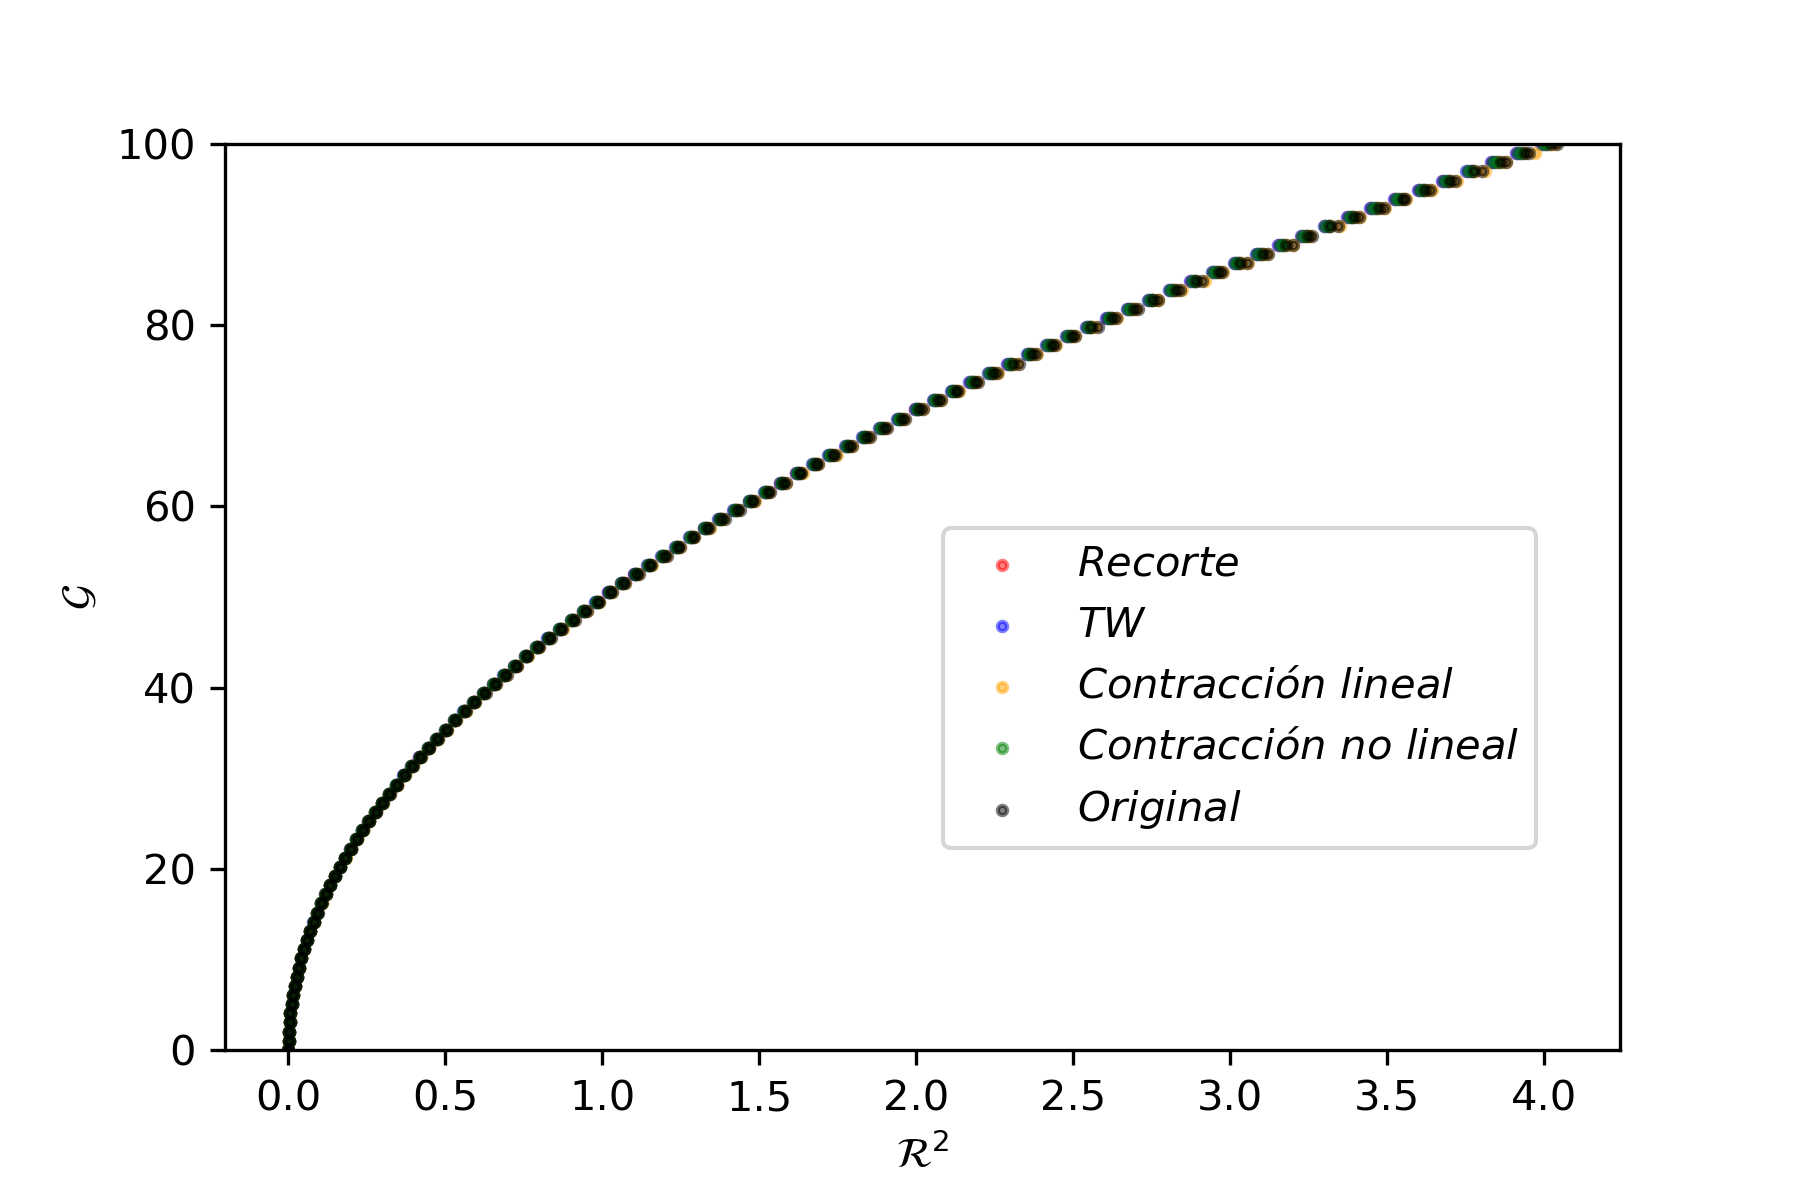 100
80
60
40
20
0
𝒢
Recorte
TW
Contracción lineal
Contracción no lineal
Original
0.0 0.5 1.0 1.5 2.0 2.5 3.0 3.5 4.0
ℛ²